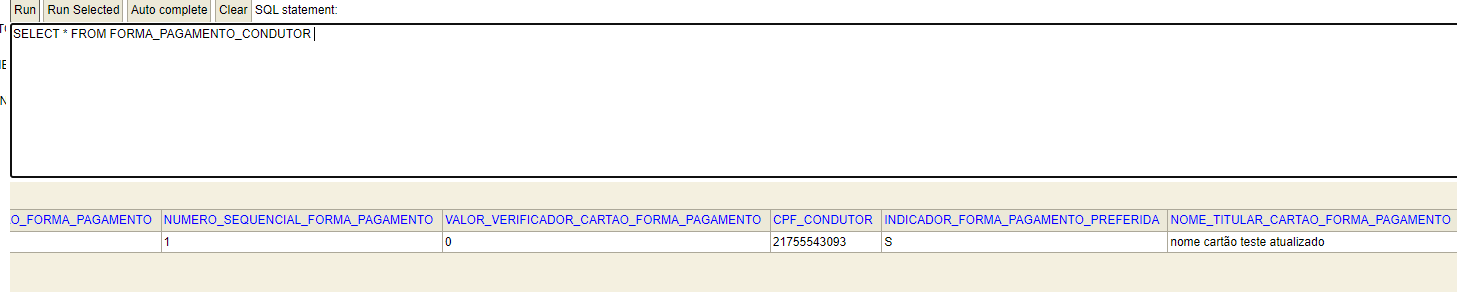 Run Run Selected Auto complete Clear SQL statement:
SELECT * FROM FORMA_PAGAMENTO_CONDUTOR
O_FORMA_PAGAMENTO NUMERO_SEQUENCIAL_FORMA_PAGAMENTO VALOR_VERIFICADOR_CARTAO_FORMA_PAGAMENTO CPF_CONDUTOR INDICADOR_FORMA_PAGAMENTO_PREFERIDA NOME_TITULAR_CARTAO_FORMA_PAGAMENTO
1 0 21755543093 S nome cartão teste atualizado